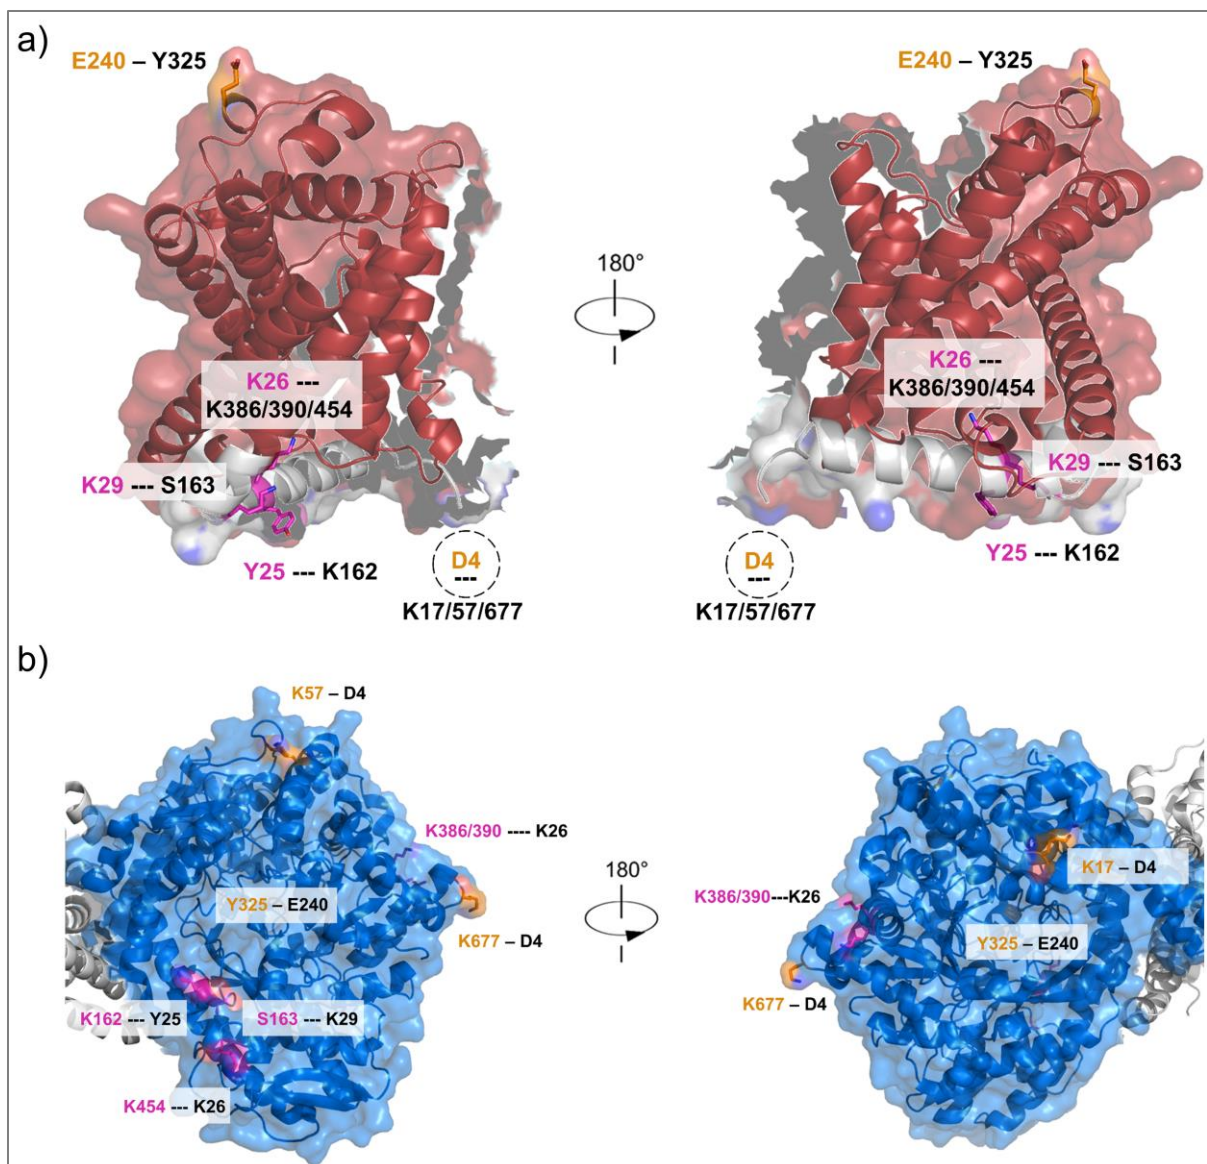 a)
E240 – Y325
E240 – Y325
180°
K26 ---
K386/390/454
K26 ---
K386/390/454
K29 --- S163
K29 --- S163
Y25 --- K162
D4
---
K17/57/677
Y25 --- K162
D4
---
K17/57/677
b)
K57 – D4
K386/390 ---- K26
180°
K17 – D4
K386/390---K26
Y325 – E240
Y325 – E240
K677 – D4
K677 – D4
K162 --- Y25
S163 --- K29
K454 --- K26